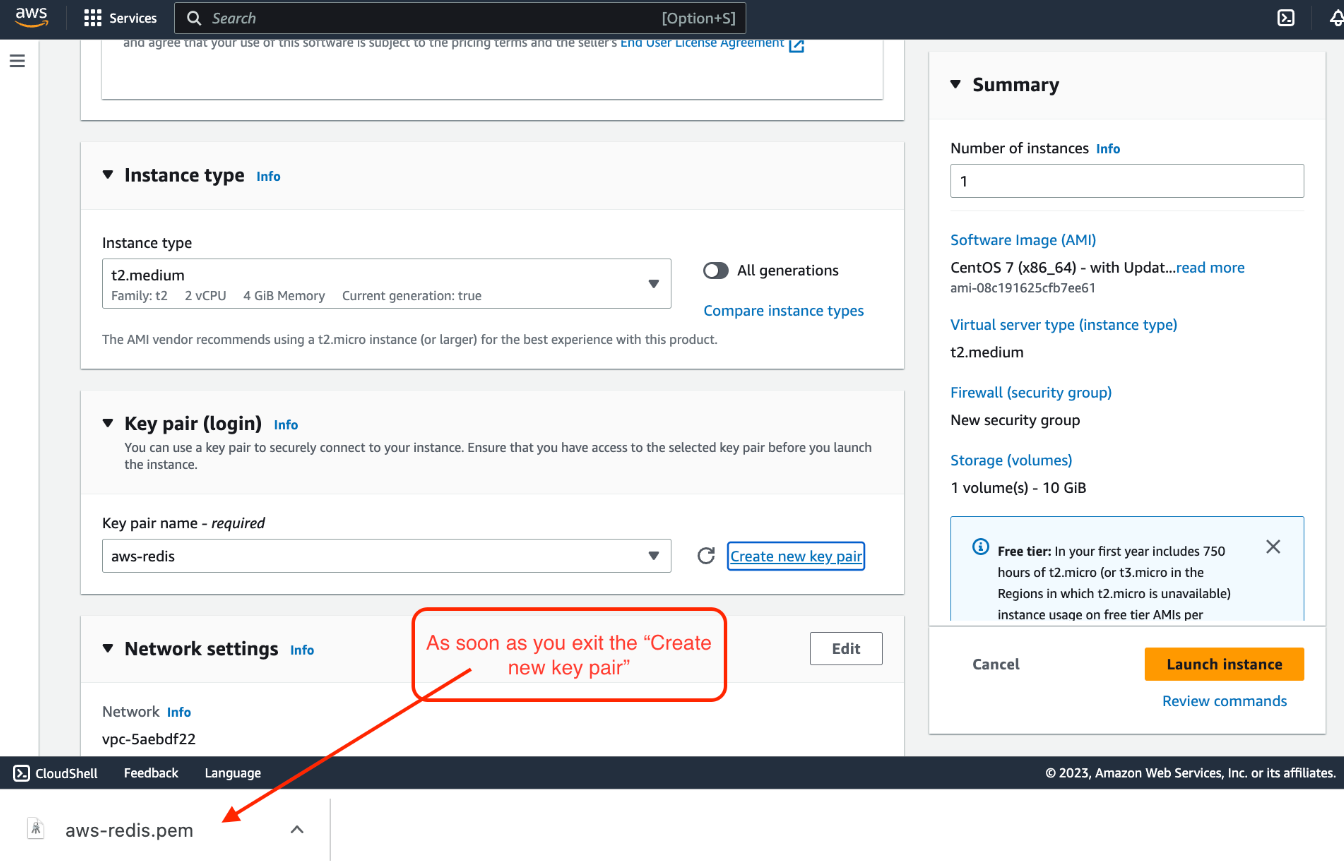 aws
Services
Search
[Option+S]
and agree that your use of this software is subject to the pricing terms and the seller's End User License Agreement
Instance type Info
Instance type
t2.medium
Family: t2 2 vCPU 4 GiB Memory Current generation: true
All generations
Compare instance types
The AMI vendor recommends using a t2.micro instance (or larger) for the best experience with this product.
Key pair (login) Info
You can use a key pair to securely connect to your instance. Ensure that you have access to the selected key pair before you launch
the instance.
Key pair name - required
aws-redis
Create new key pair
Network settings Info
Edit
As soon as you exit the “Create
new key pair”
Network Info
vpc-5aebdf22
Summary
Number of instances Info
1
Software Image (AMI)
CentOS 7 (x86_64) - with Updat...read more
ami-08c191625cfb7ee61
Virtual server type (instance type)
t2.medium
Firewall (security group)
New security group
Storage (volumes)
1 volume(s) - 10 GiB
Free tier: In your first year includes 750
hours of t2.micro (or t3.micro in the
Regions in which t2.micro is unavailable)
instance usage on free tier AMIs per
Cancel
Launch instance
Review commands
CloudShell Feedback Language
© 2023, Amazon Web Services, Inc. or its affiliates.
aws-redis.pem